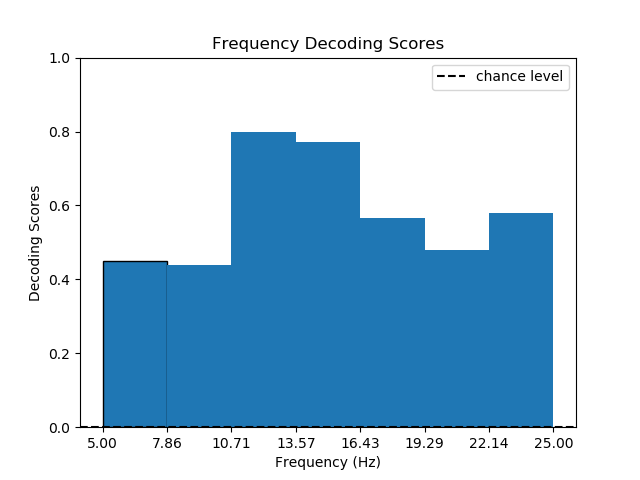 Frequency Decoding Scores
chance level
Decoding Scores
1.0
0.8
0.6
0.4
0.2
0.0
5.00 7.86 10.71 13.57 16.43 19.29 22.14 25.00
Frequency (Hz)